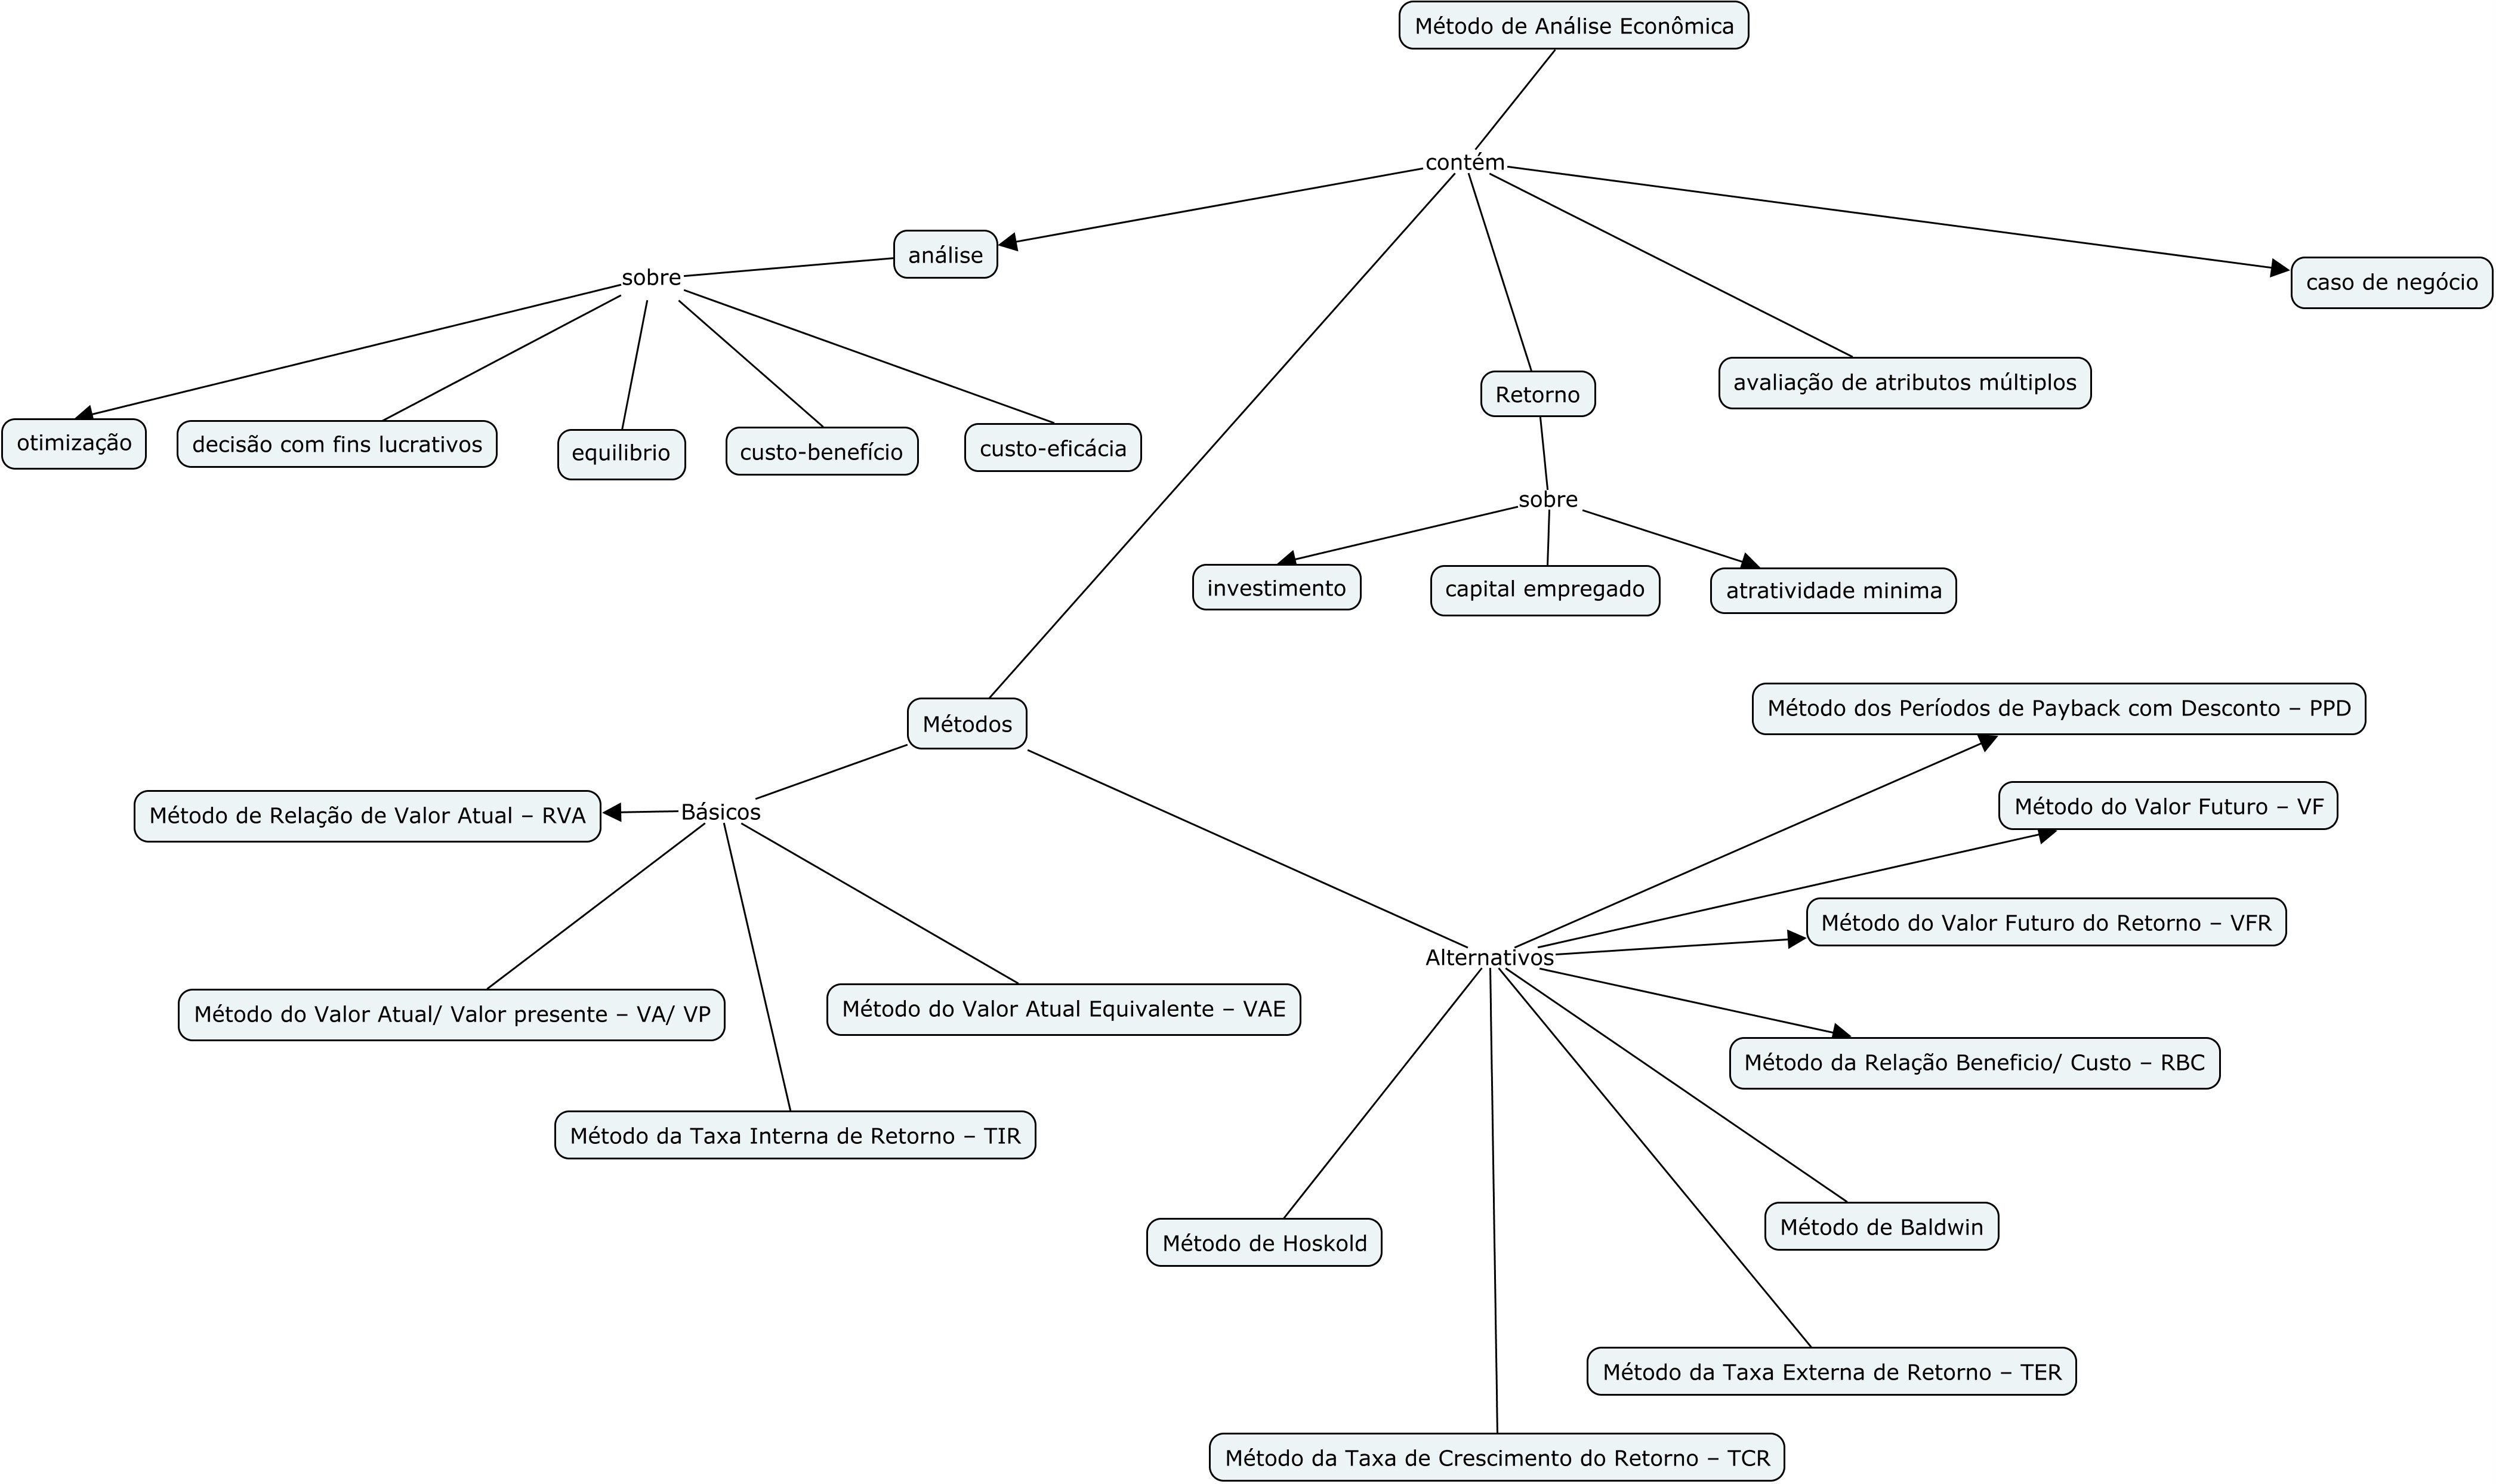 Método de Análise Econômica
contém
análise
sobre
caso de negócio
otimização
decisão com fins lucrativos
equilibrio
custo-benefício
custo-eficácia
Retorno
avaliação de atributos múltiplos
sobre
investimento
capital empregado
atratividade minima
Métodos
Básicos
Método de Relação de Valor Atual – RVA
Método do Valor Atual/ Valor presente – VA/ VP
Método do Valor Atual Equivalente – VAE
Método da Taxa Interna de Retorno – TIR
Alternativos
Método dos Períodos de Payback com Desconto – PPD
Método do Valor Futuro – VF
Método do Valor Futuro do Retorno – VFR
Método da Relação Beneficio/ Custo – RBC
Método de Baldwin
Método de Hoskold
Método da Taxa Externa de Retorno – TER
Método da Taxa de Crescimento do Retorno – TCR